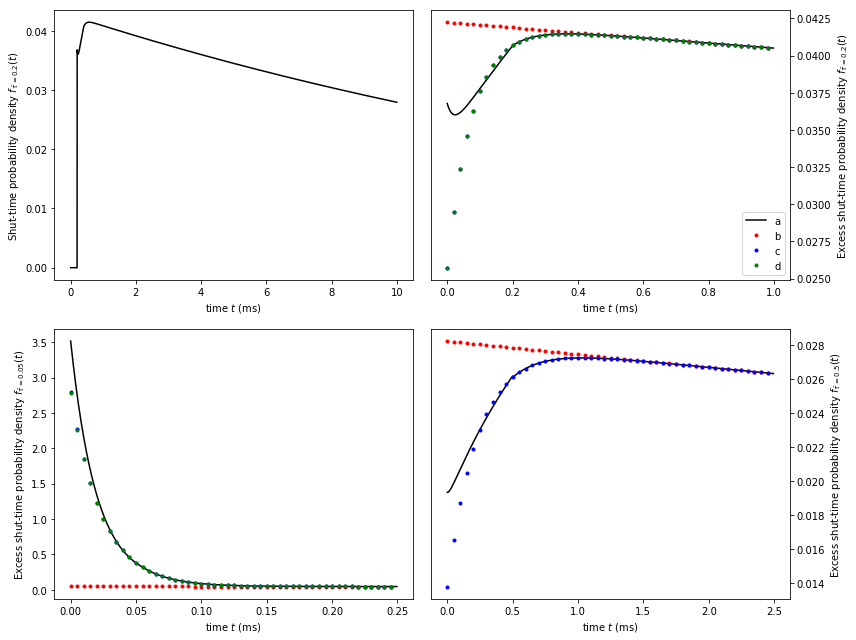 Shut-time probability density f_{τ̄=0.2}(t)
0.04
0.03
0.02
0.01
0.00
0 2 4 6 8 10
time t (ms)
0.0425
0.0400
0.0375
0.0350
0.0325
0.0300
0.0275
0.0250
Excess shut-time probability density f_{τ̄=0.2}(t)
a
b
c
d
0.0 0.2 0.4 0.6 0.8 1.0
time t (ms)
Excess shut-time probability density f_{τ̄=0.05}(t)
3.5
3.0
2.5
2.0
1.5
1.0
0.5
0.0
0.00 0.05 0.10 0.15 0.20 0.25
time t (ms)
0.028
0.026
0.024
0.022
0.020
0.018
0.016
0.014
Excess shut-time probability density f_{τ̄=0.5}(t)
0.0 0.5 1.0 1.5 2.0 2.5
time t (ms)